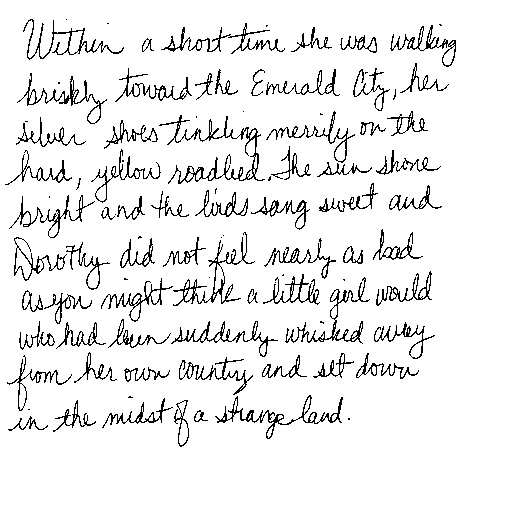 Within a short time she was walking
briskly toward the Emerald City, her
silver shoes tinkling merrily on the
hard, yellow roadbed. The sun shone
bright and the birds sang sweet and
Dorothy did not feel nearly as bad
as you might think a little girl would
who had been suddenly whisked away
from her own country and set down
in the midst of a strange land.